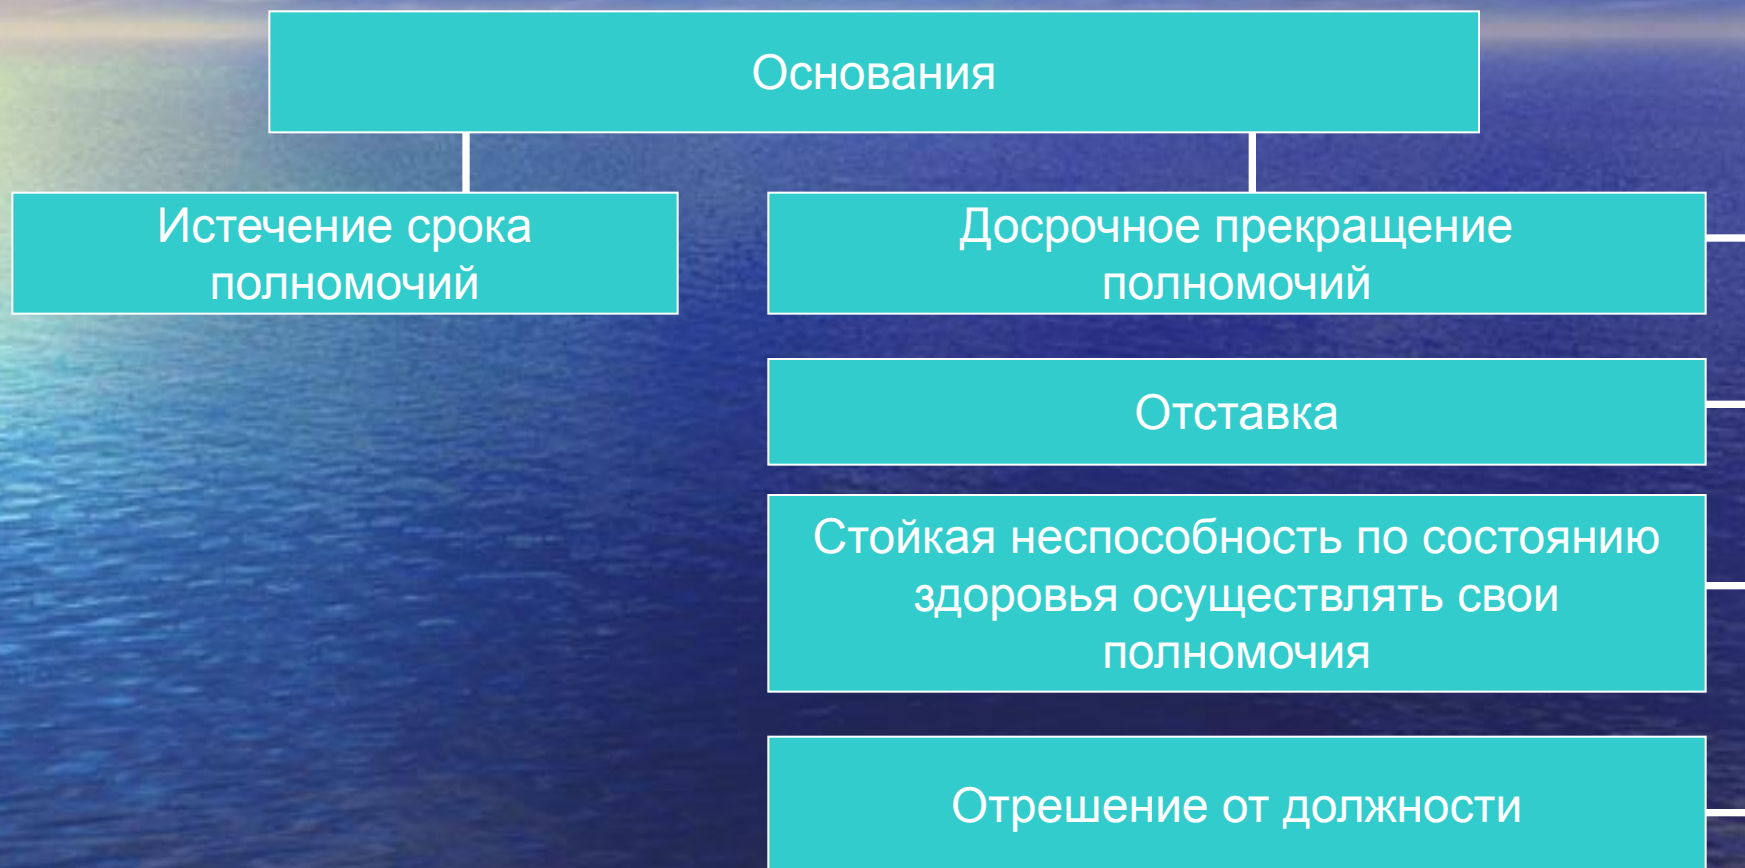 Основания
Истечение срока
полномочий
Досрочное прекращение
полномочий
Отставка
Стойкая неспособность по состоянию
здоровья осуществлять свои
полномочия
Отрешение от должности